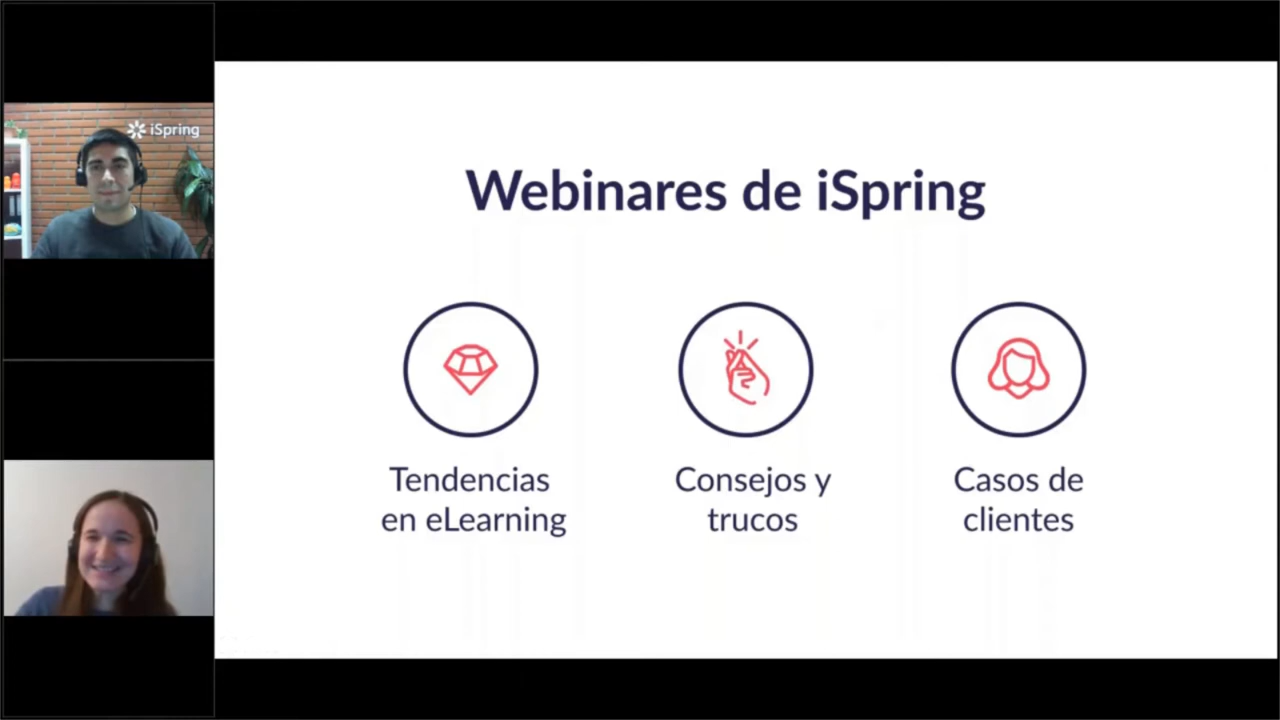 iSpring
Webinares de iSpring
Tendencias
en eLearning
Consejos y
trucos
Casos de
clientes